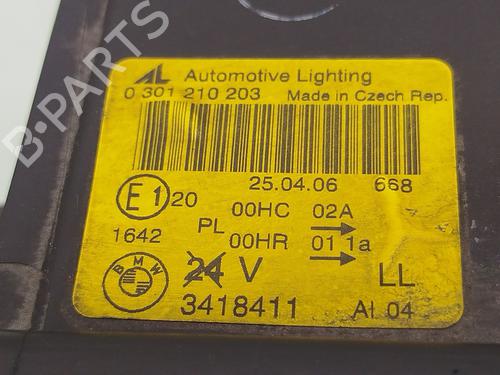 B-PARTS
AL Automotive Lighting
0 301 210 203 Made in Czech Rep.
25.04.06 668
E1 20 00HC 02A
PL
1642 00HR 01 1a
BMW 24 V LL
3418411 Al 04